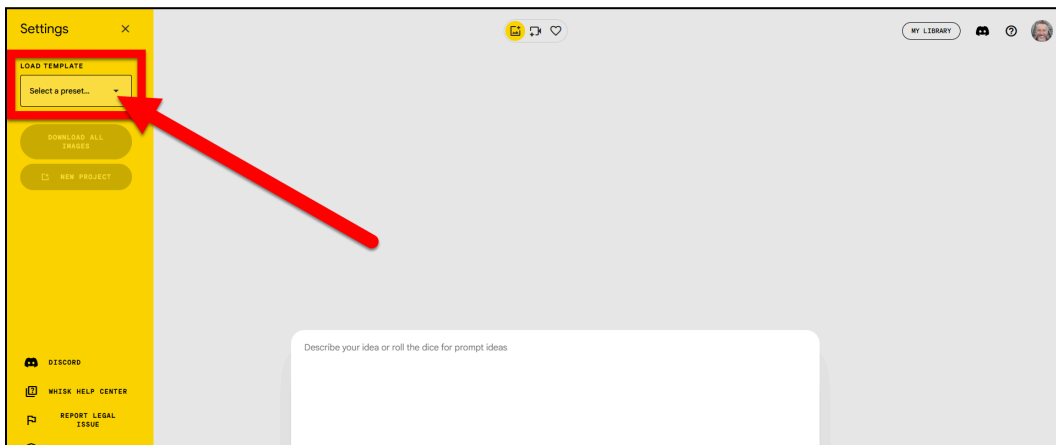 Settings
MY LIBRARY
LOAD TEMPLATE
Select a preset...
DOWNLOAD ALL
IMAGES
NEW PROJECT
Describe your idea or roll the dice for prompt ideas
DISCORD
WHISK HELP CENTER
REPORT LEGAL
ISSUE